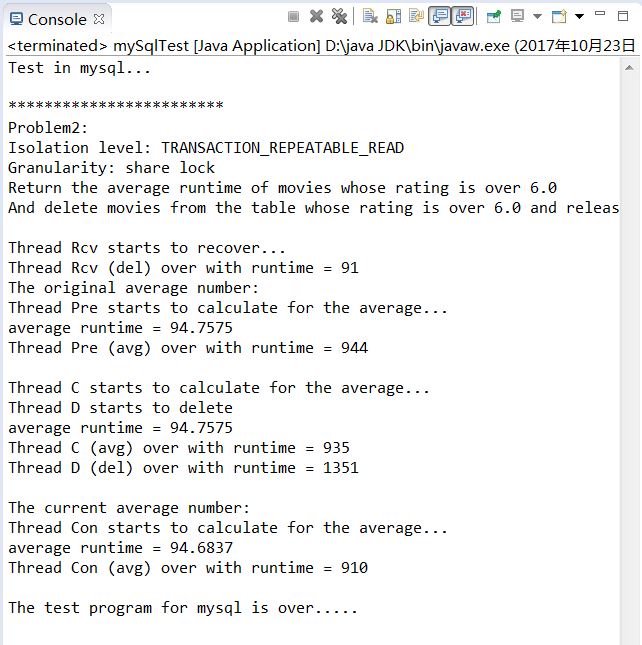 Console
<terminated> mySqlTest [Java Application] D:\java JDK\bin\javaw.exe (2017年10月23日
Test in mysql...
************************
Problem2:
Isolation level: TRANSACTION_REPEATABLE_READ
Granularity: share lock
Return the average runtime of movies whose rating is over 6.0
And delete movies from the table whose rating is over 6.0 and releas
Thread Rcv starts to recover...
Thread Rcv (del) over with runtime = 91
The original average number:
Thread Pre starts to calculate for the average...
average runtime = 94.7575
Thread Pre (avg) over with runtime = 944
Thread C starts to calculate for the average...
Thread D starts to delete
average runtime = 94.7575
Thread C (avg) over with runtime = 935
Thread D (del) over with runtime = 1351
The current average number:
Thread Con starts to calculate for the average...
average runtime = 94.6837
Thread Con (avg) over with runtime = 910
The test program for mysql is over.....